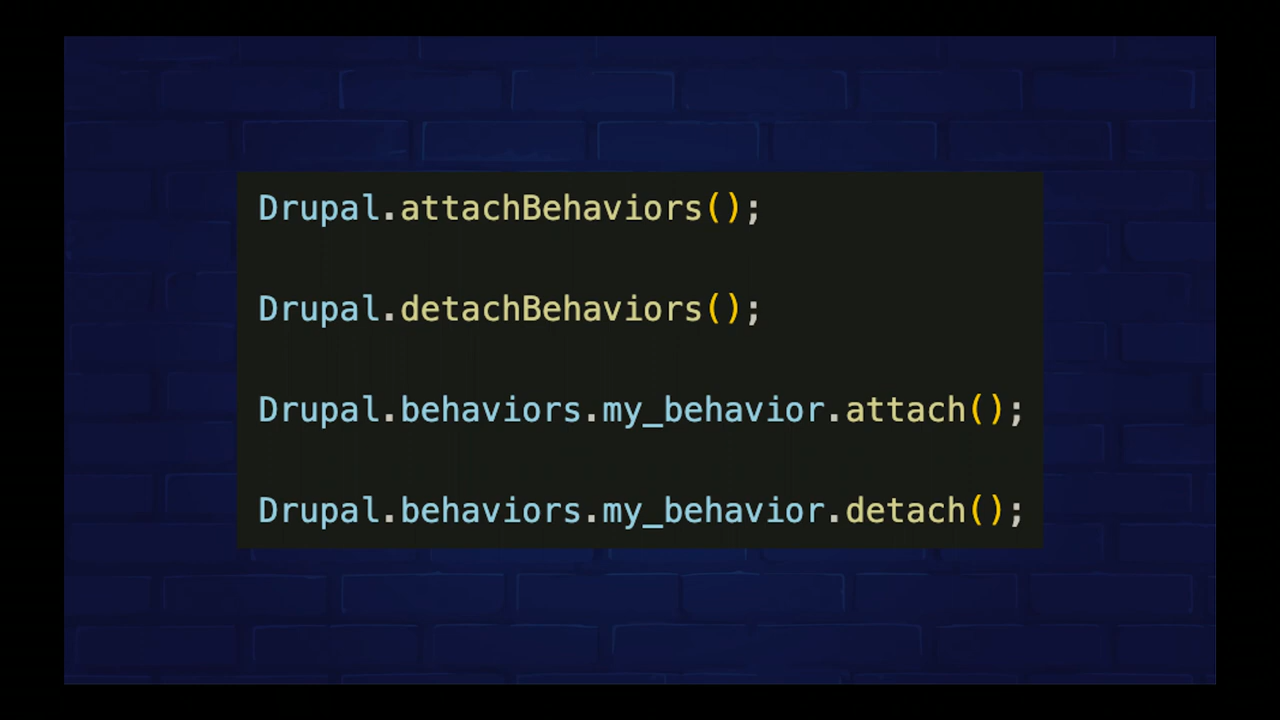 Drupal.attachBehaviors();
Drupal.detachBehaviors();
Drupal.behaviors.my_behavior.attach();
Drupal.behaviors.my_behavior.detach();